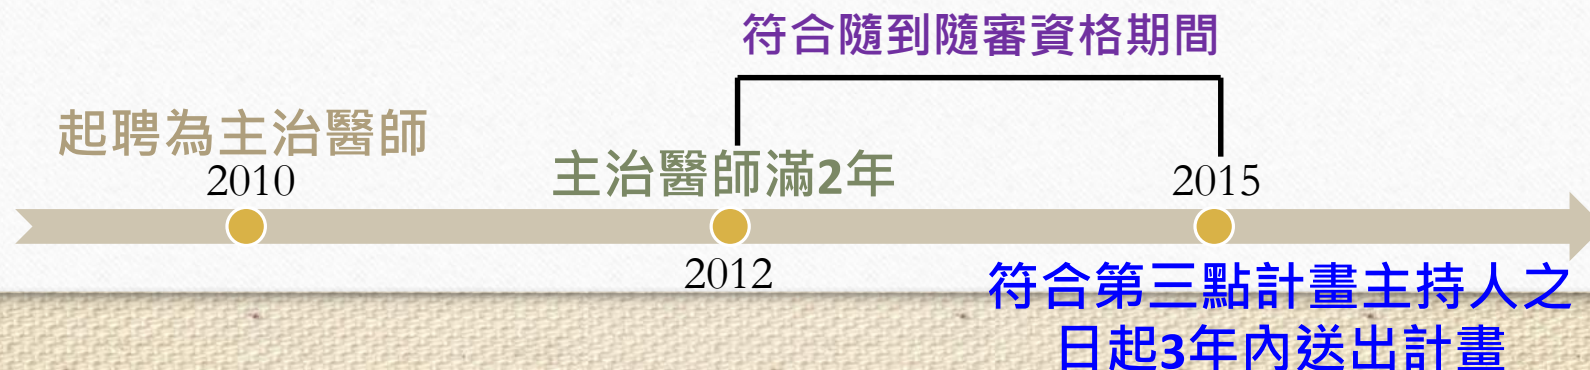 符合隨到隨審資格期間
起聘為主治醫師
2010
主治醫師滿2年
2015
2012
符合第三點計畫主持人之
日起3年內送出計畫